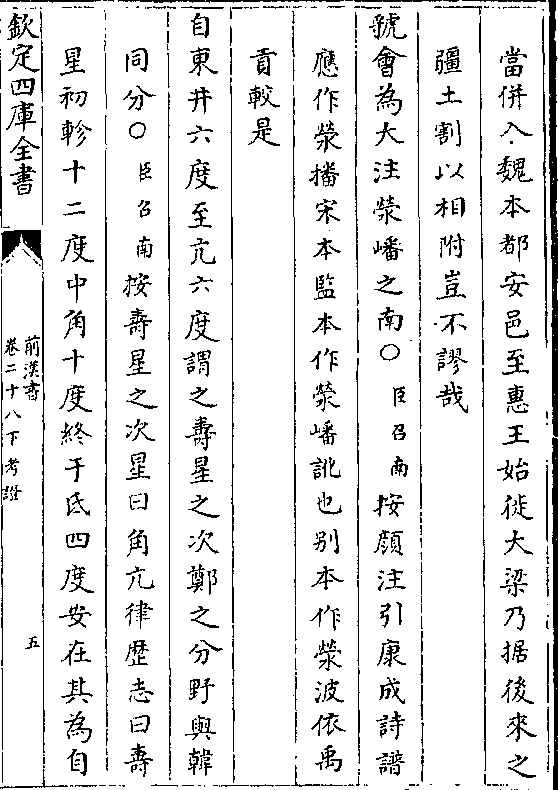 當併入魏本都安邑至惠王始徙大梁乃據後來之
疆土割以相附豈不謬哉
虢會為大注滎嶓之南○臣召南按顏注引康成詩譜
應作滎播宋本監本作滎嶓訛也别本作滎波依禹
貢較是
自東井六度至亢六度謂之壽星之次鄭之分野與韓
同分○臣召南按壽星之次星曰角亢律歴志曰壽
星初軫十二度中角十度終于氐四度安在其為自
欽定四庫全書
前漢書
卷二十八下考證
五